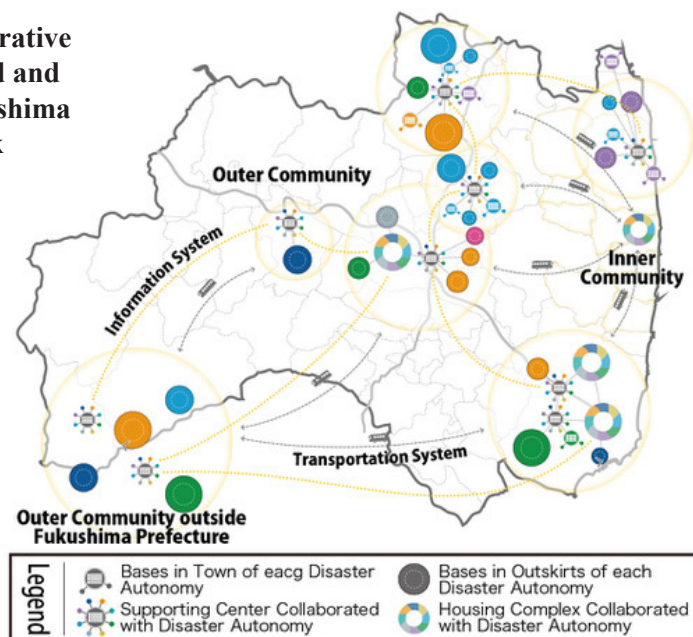 rative
l and
shima
k
Outer Community
Information System
Inner
Community
Transportation System
Outer Community outside
Fukushima Prefecture
Legend
Bases in Town of eacg Disaster
Autonomy
Bases in Outskirts of each
Disaster Autonomy
Supporting Center Collaborated
with Disaster Autonomy
Housing Complex Collaborated
with Disaster Autonomy